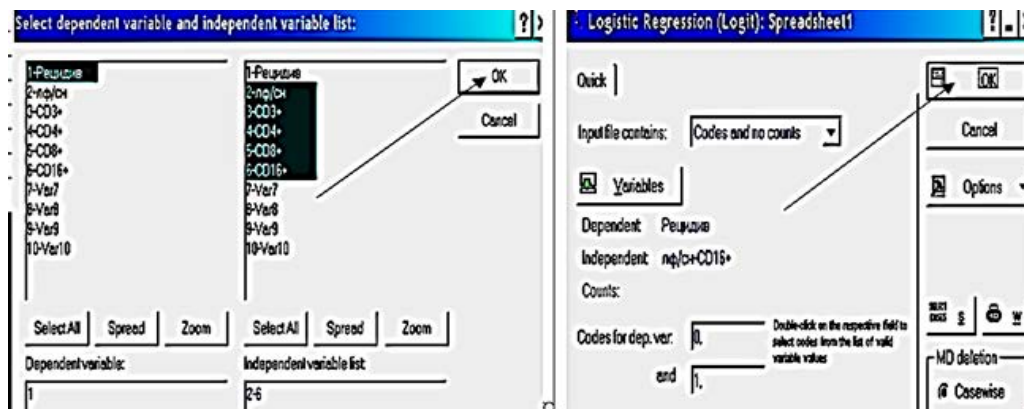 Select dependent variable and independent variable list:
1-Рецидив
2-лф/сн
3-CD3+
4-CD4+
5-CD8+
6-CD16+
7-Var7
8-Var8
9-Var9
10-Var10
1-Рецидив
2-лф/сн
3-CD3+
4-CD4+
5-CD8+
6-CD16+
7-Var7
8-Var8
9-Var9
10-Var10
OK
Cancel
Select All Spread Zoom
Select All Spread Zoom
Dependent variable:
1
Independent variable list:
2-6
Logistic Regression (Logit): Spreadsheet1
Quick
Input file contains: Codes and no counts
Variables
Dependent: Рецидив
Independent: лф/сн-CD16+
Counts:
Codes for dep. var: 0,
and 1,
Double-click on the respective field to
select codes from the list of valid
variable values
OK
Cancel
Options
SELECT
CASES S W
MD deletion
Casewise